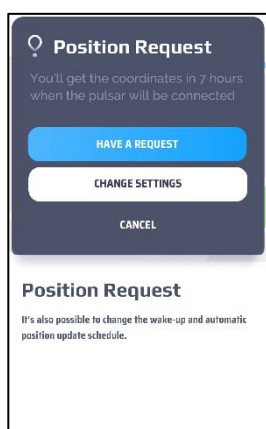 Position Request
You'll get the coordinates in 7 hours
when the pulsar will be connected
HAVE A REQUEST
CHANGE SETTINGS
CANCEL
Position Request
It's also possible to change the wake-up and automatic
position update schedule.